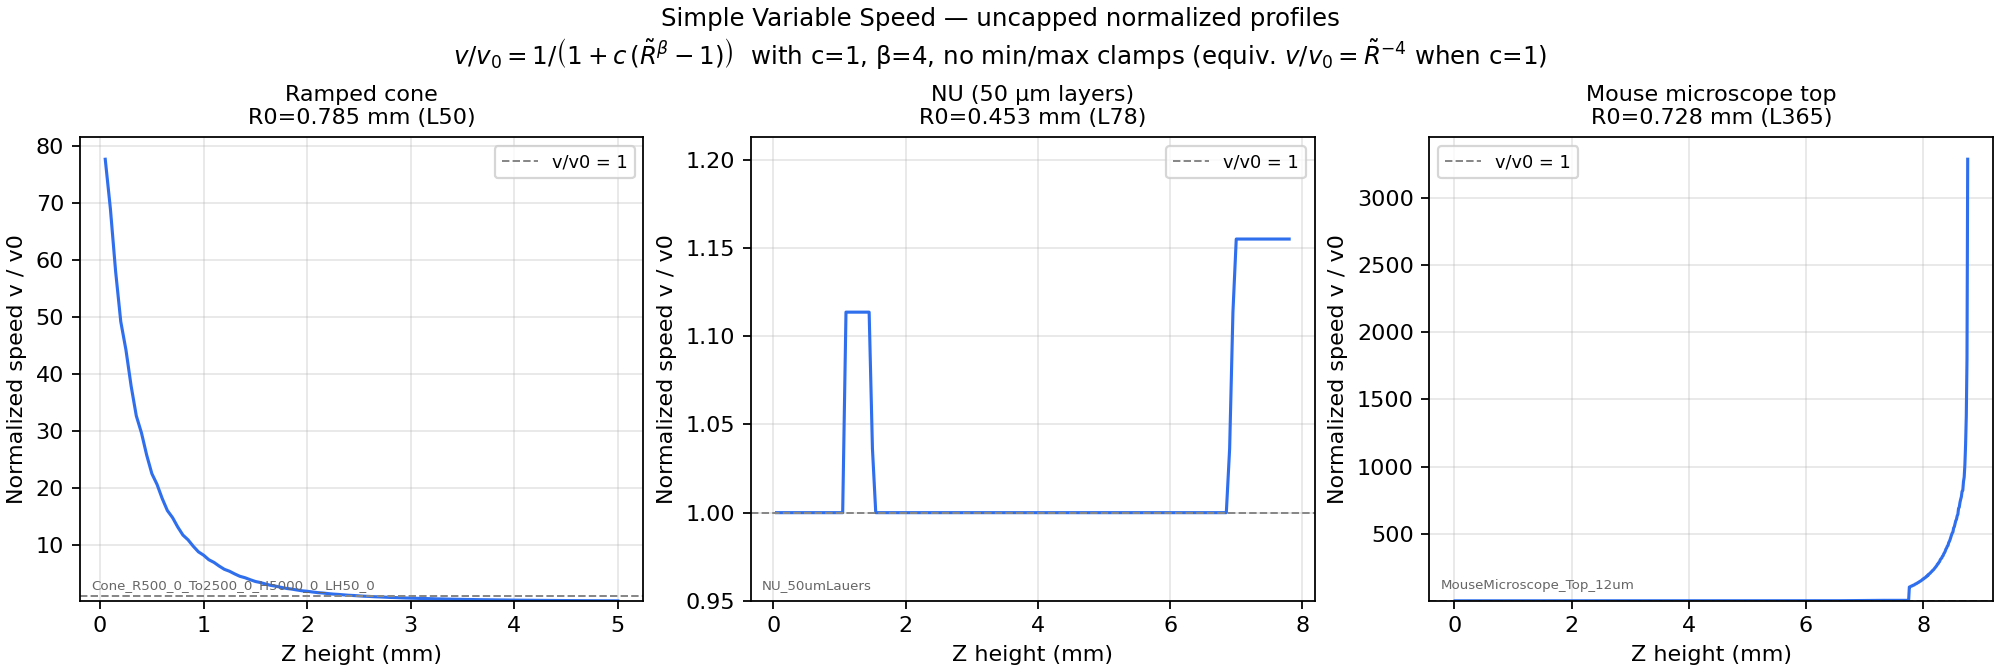 Simple Variable Speed — uncapped normalized profiles
v/v₀ = 1/(1 + c (R̃^β − 1)) with c=1, β=4, no min/max clamps (equiv. v/v₀ = R̃⁻⁴ when c=1)
Ramped cone
R0=0.785 mm (L50)
Normalized speed v / v0
80
70
60
50
40
30
20
10
v/v0 = 1
Cone_R500_0_To2500_0_H5000_0_LH50_0
0 1 2 3 4 5
Z height (mm)
NU (50 μm layers)
R0=0.453 mm (L78)
Normalized speed v / v0
1.20
1.15
1.10
1.05
1.00
0.95
v/v0 = 1
NU_50umLauers
0 2 4 6 8
Z height (mm)
Mouse microscope top
R0=0.728 mm (L365)
Normalized speed v / v0
3000
2500
2000
1500
1000
500
v/v0 = 1
MouseMicroscope_Top_12um
0 2 4 6 8
Z height (mm)